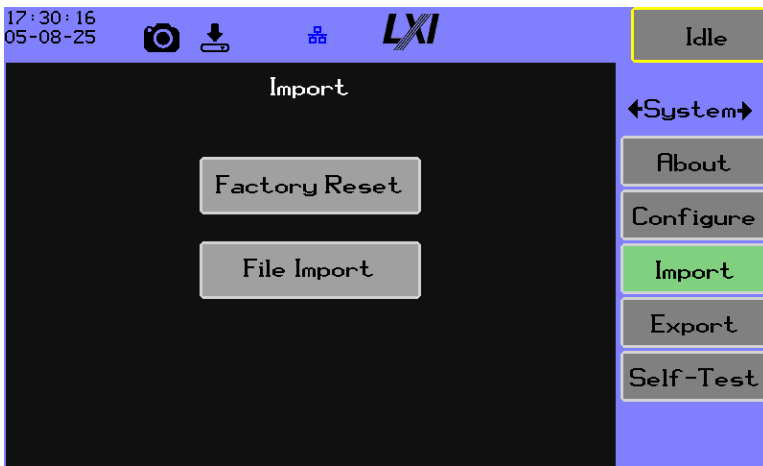 17:30:16
05-08-25
LXI
Idle
Import
←System→
Factory Reset
File Import
About
Configure
Import
Export
Self-Test